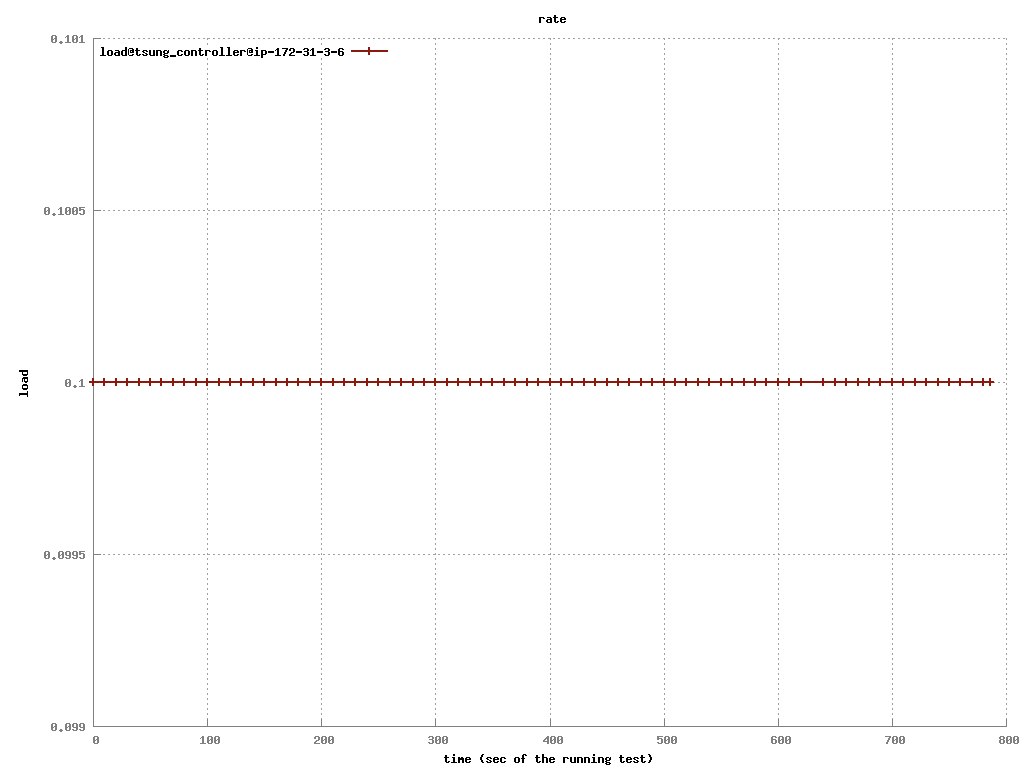 rate
0.101
load@tsung_controller@ip-172-31-3-6
0.1005
load
0.1
0.0995
0.099
0 100 200 300 400 500 600 700 800
time (sec of the running test)